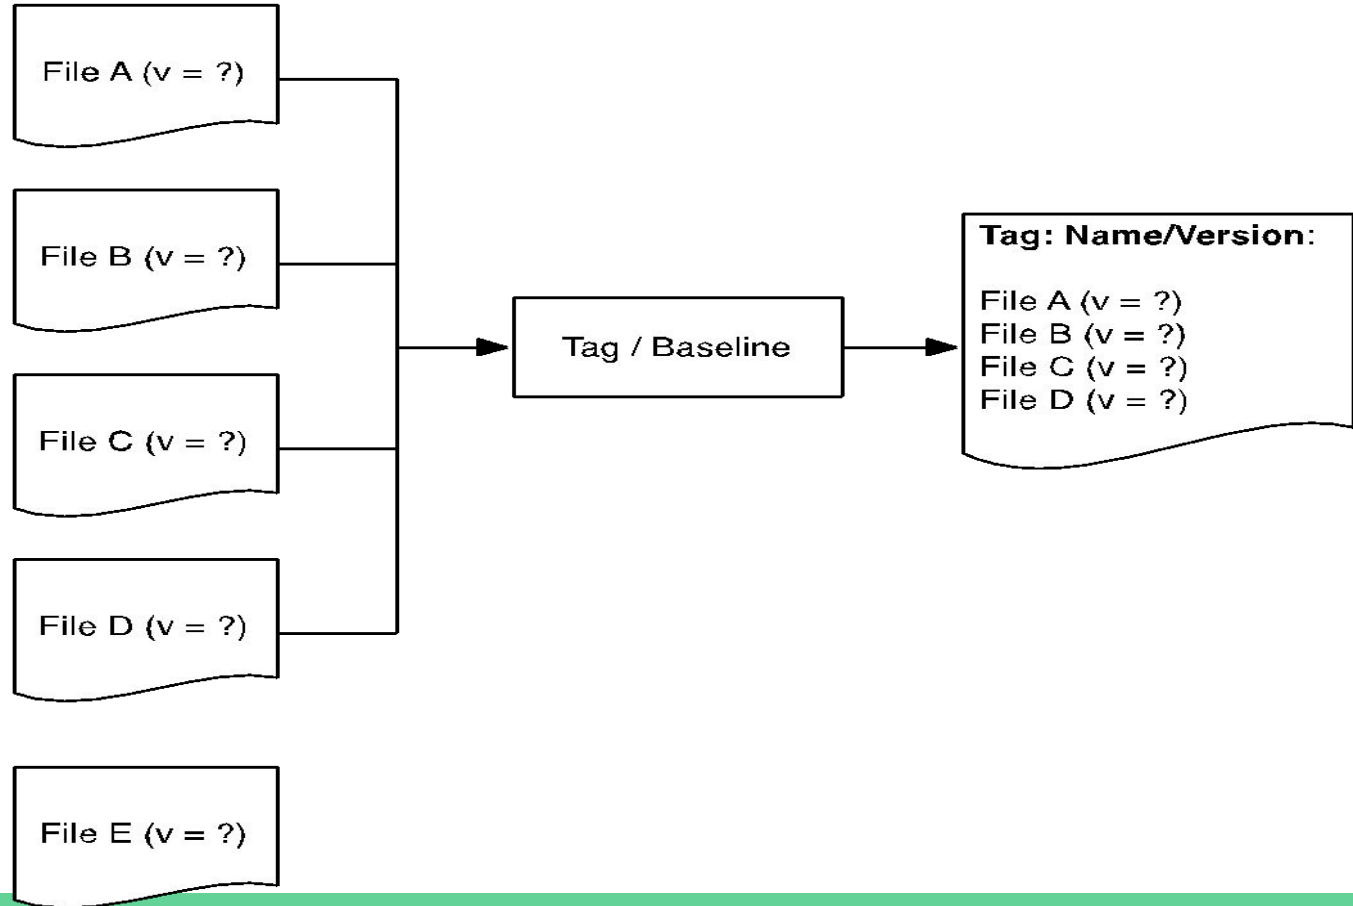 File A (v = ?)
File B (v = ?)
File C (v = ?)
File D (v = ?)
File E (v = ?)
Tag / Baseline
Tag: Name/Version:
File A (v = ?)
File B (v = ?)
File C (v = ?)
File D (v = ?)